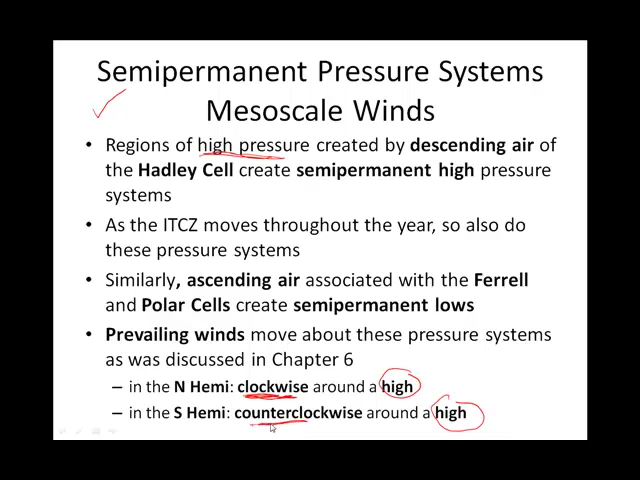 Semipermanent Pressure Systems
Mesoscale Winds
• Regions of high pressure created by descending air of
the Hadley Cell create semipermanent high pressure
systems
• As the ITCZ moves throughout the year, so also do
these pressure systems
• Similarly, ascending air associated with the Ferrell
and Polar Cells create semipermanent lows
• Prevailing winds move about these pressure systems
as was discussed in Chapter 6
– in the N Hemi: clockwise around a high
– in the S Hemi: counterclockwise around a high